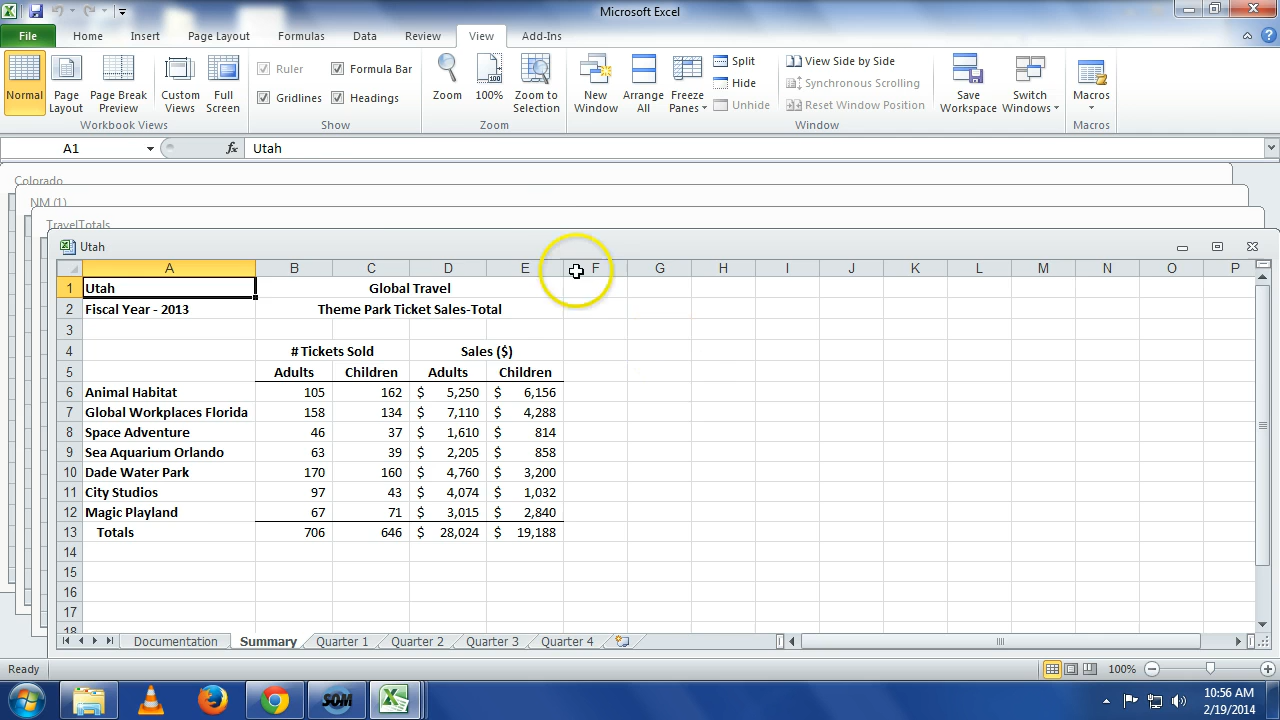 Microsoft Excel
File Home Insert Page Layout Formulas Data Review View Add-Ins
Normal Page Layout Page Break Preview Custom Views Full Screen
Ruler Formula Bar
Gridlines Headings
Zoom 100% Zoom to Selection
New Window Arrange All Freeze Panes
Split
Hide
Unhide
View Side by Side
Synchronous Scrolling
Reset Window Position
Save Workspace Switch Windows Macros
Workbook Views Show Zoom Window Macros
A1 fx Utah
Colorado
NM (1)
TravelTotals
Utah
A B C D E F G H I J K L M N O P
1 Utah Global Travel
2 Fiscal Year - 2013 Theme Park Ticket Sales-Total
3
4 # Tickets Sold Sales ($)
5 Adults Children Adults Children
6 Animal Habitat 105 162 $ 5,250 $ 6,156
7 Global Workplaces Florida 158 134 $ 7,110 $ 4,288
8 Space Adventure 46 37 $ 1,610 $ 814
9 Sea Aquarium Orlando 63 39 $ 2,205 $ 858
10 Dade Water Park 170 160 $ 4,760 $ 3,200
11 City Studios 97 43 $ 4,074 $ 1,032
12 Magic Playland 67 71 $ 3,015 $ 2,840
13 Totals 706 646 $ 28,024 $ 19,188
14
15
16
17
18
Documentation Summary Quarter 1 Quarter 2 Quarter 3 Quarter 4
Ready 100%
SOM 10:56 AM
2/19/2014